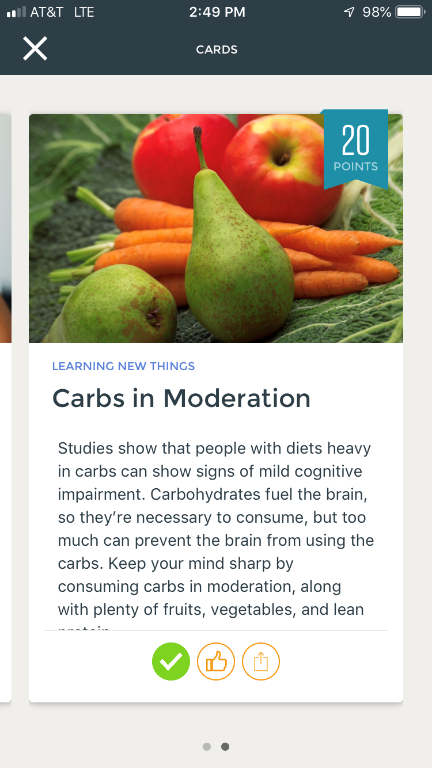 AT&T LTE 2:49 PM 98%
CARDS
20
POINTS
LEARNING NEW THINGS
Carbs in Moderation
Studies show that people with diets heavy
in carbs can show signs of mild cognitive
impairment. Carbohydrates fuel the brain,
so they're necessary to consume, but too
much can prevent the brain from using the
carbs. Keep your mind sharp by
consuming carbs in moderation, along
with plenty of fruits, vegetables, and lean